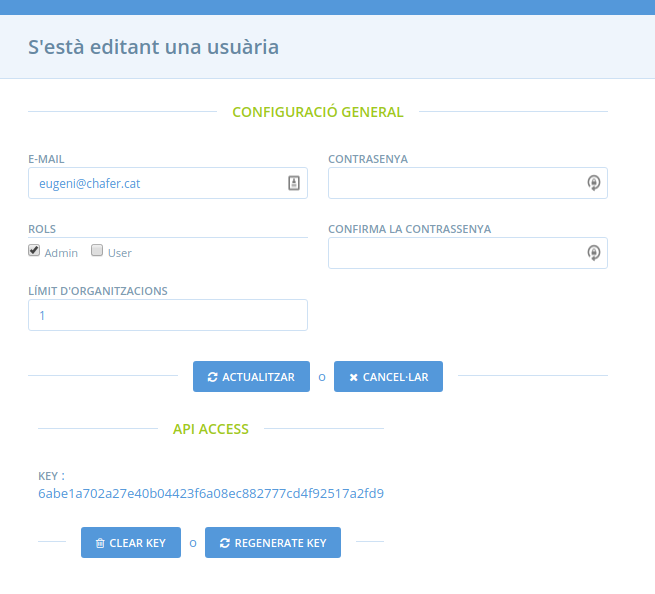 S'està editant una usuària
CONFIGURACIÓ GENERAL
E-MAIL
CONTRASENYA
eugeni@chafer.cat
ROLS
CONFIRMA LA CONTRASSENYA
Admin User
LÍMIT D'ORGANITZACIONS
1
ACTUALITZAR o CANCEL·LAR
API ACCESS
KEY :
6abe1a702a27e40b04423f6a08ec882777cd4f92517a2fd9
CLEAR KEY o REGENERATE KEY